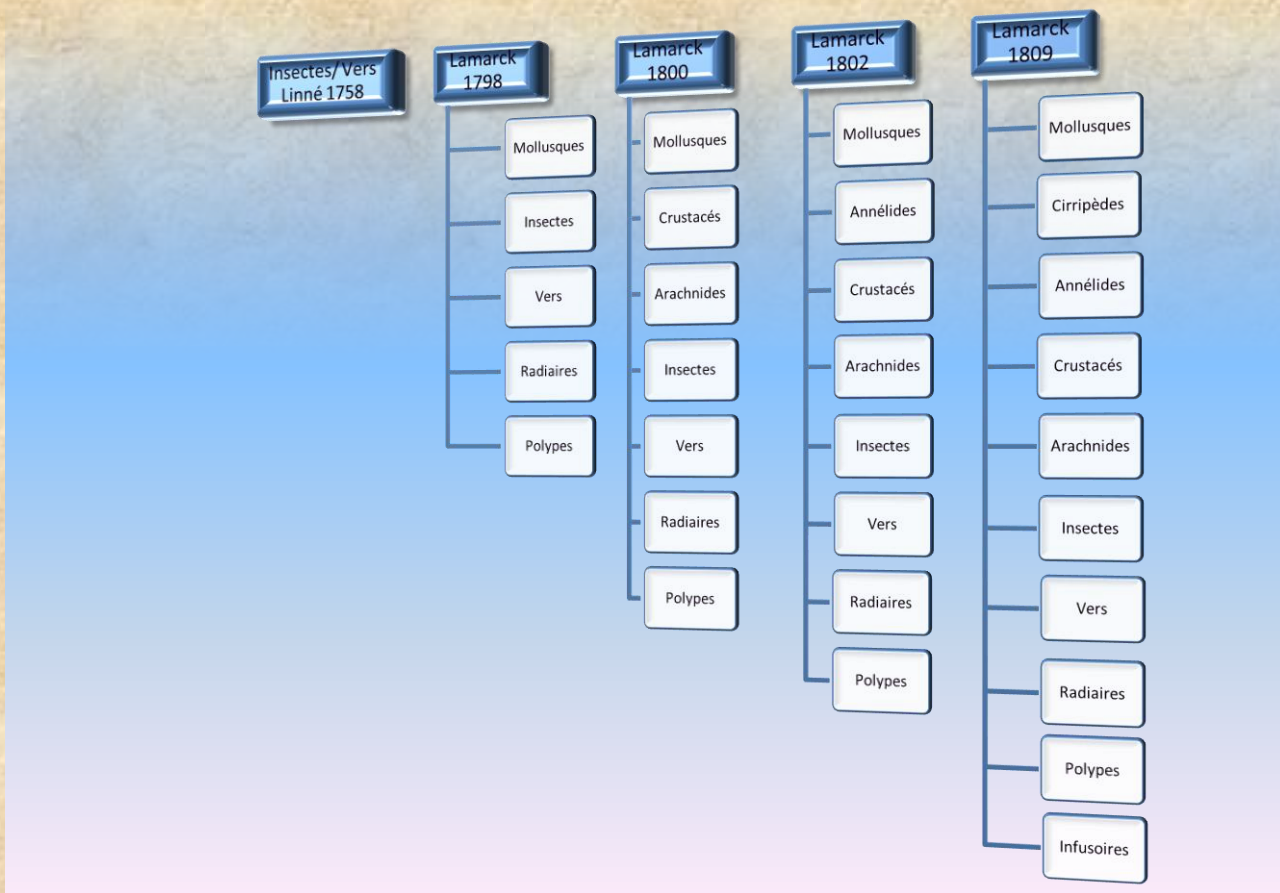 Insectes/Vers
Linné 1758
Lamarck
1798
Mollusques
Insectes
Vers
Radiaires
Polypes
Lamarck
1800
Mollusques
Crustacés
Arachnides
Insectes
Vers
Radiaires
Polypes
Lamarck
1802
Mollusques
Annélides
Crustacés
Arachnides
Insectes
Vers
Radiaires
Polypes
Lamarck
1809
Mollusques
Cirripèdes
Annélides
Crustacés
Arachnides
Insectes
Vers
Radiaires
Polypes
Infusoires